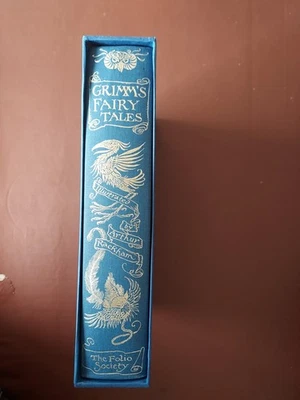 GRIMM'S
FAIRY
TALES
Illustrated
by
Arthur
Rackham
The Folio
Society